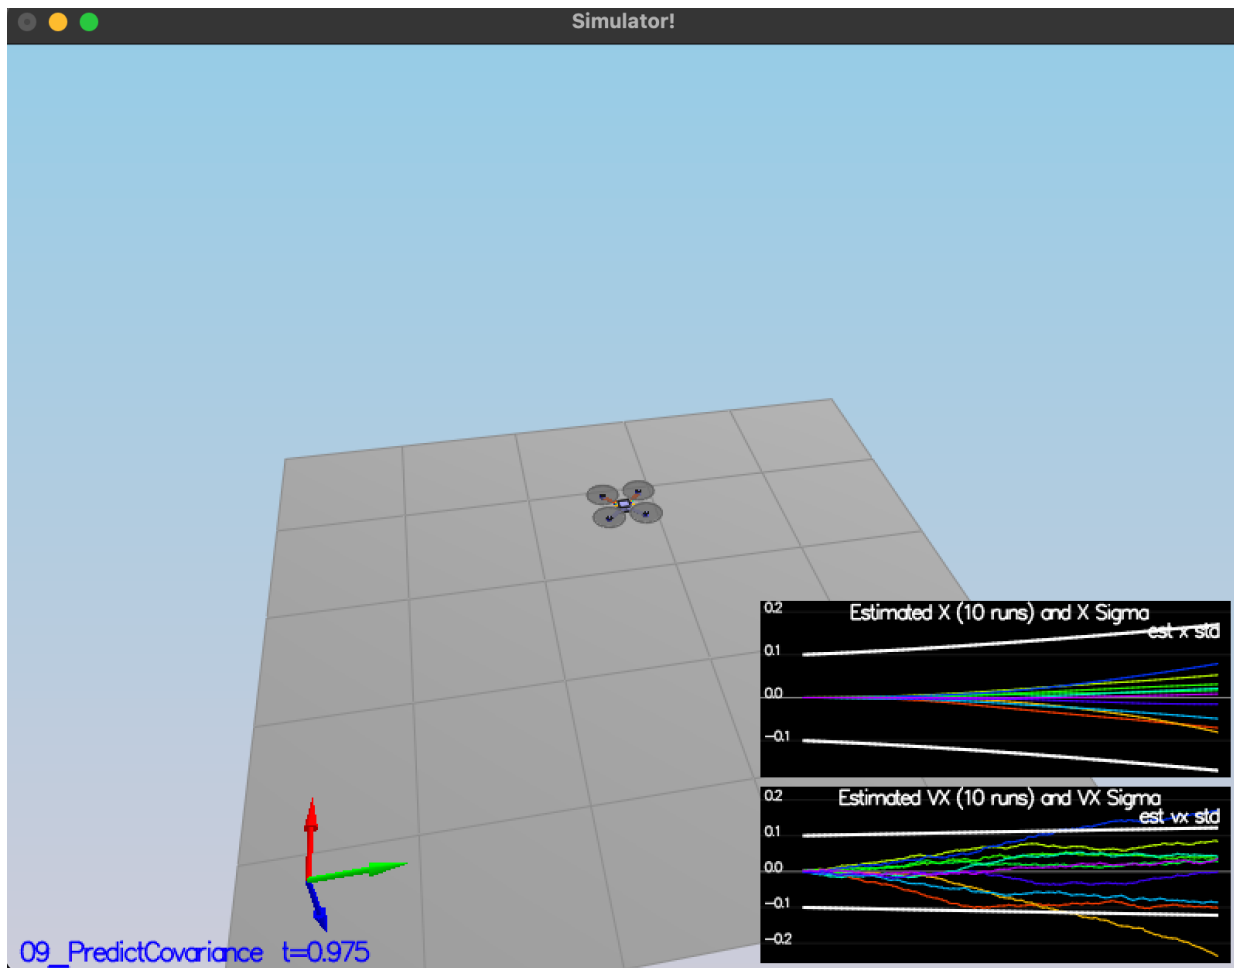 Simulator!
0.2
Estimated X (10 runs) and X Sigma
est x std
0.1
0.0
-0.1
0.2
Estimated VX (10 runs) and VX Sigma
est vx std
0.1
0.0
-0.1
-0.2
09_PredictCovariance t=0.975